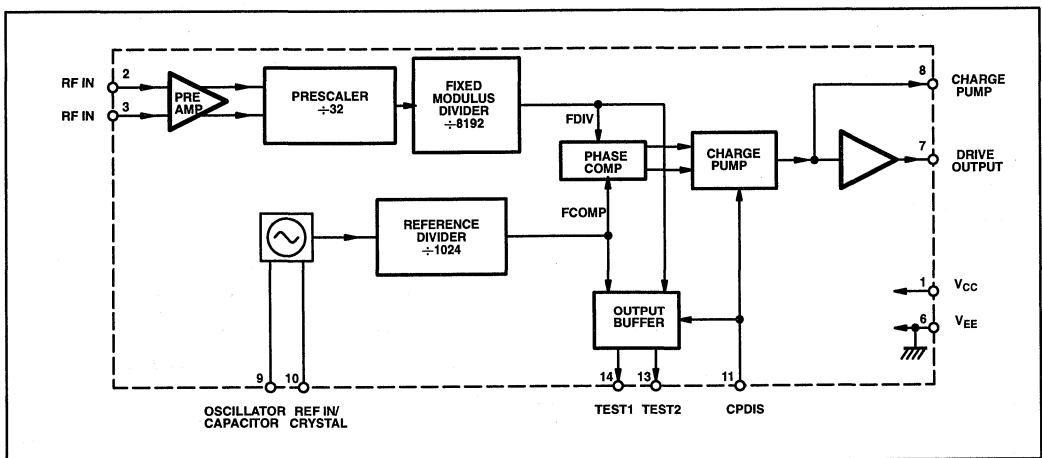 RF IN
2
RF IN
3
PRE
AMP
PRESCALER
÷32
FIXED
MODULUS
DIVIDER
÷8192
FDIV
PHASE
COMP
CHARGE
PUMP
8
CHARGE
PUMP
7
DRIVE
OUTPUT
FCOMP
REFERENCE
DIVIDER
÷1024
OUTPUT
BUFFER
1
VCC
6
VEE
9
10
14
13
11
OSCILLATOR
CAPACITOR
REF IN/
CRYSTAL
TEST1
TEST2
CPDIS